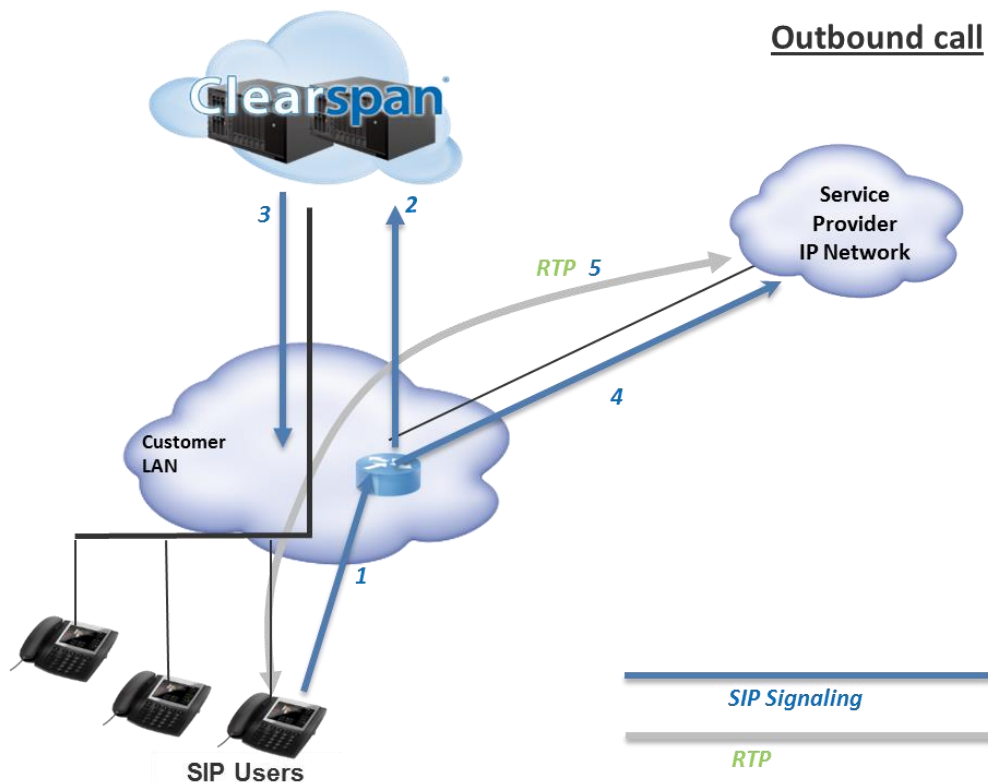 Outbound call
Clearspan
3
2
Service
Provider
IP Network
RTP 5
4
Customer
LAN
1
SIP Signaling
RTP
SIP Users